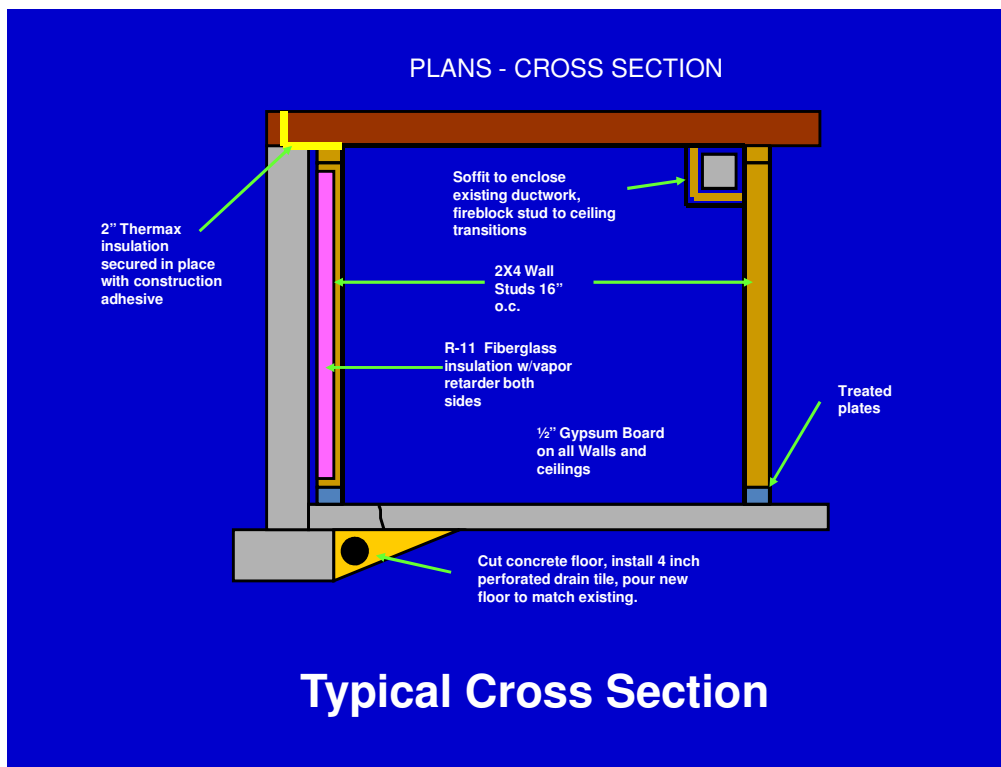 PLANS - CROSS SECTION
Soffit to enclose
existing ductwork,
fireblock stud to ceiling
transitions
2” Thermax
insulation
secured in place
with construction
adhesive
2X4 Wall
Studs 16”
o.c.
R-11 Fiberglass
insulation w/vapor
retarder both
sides
Treated
plates
½” Gypsum Board
on all Walls and
ceilings
Cut concrete floor, install 4 inch
perforated drain tile, pour new
floor to match existing.
Typical Cross Section